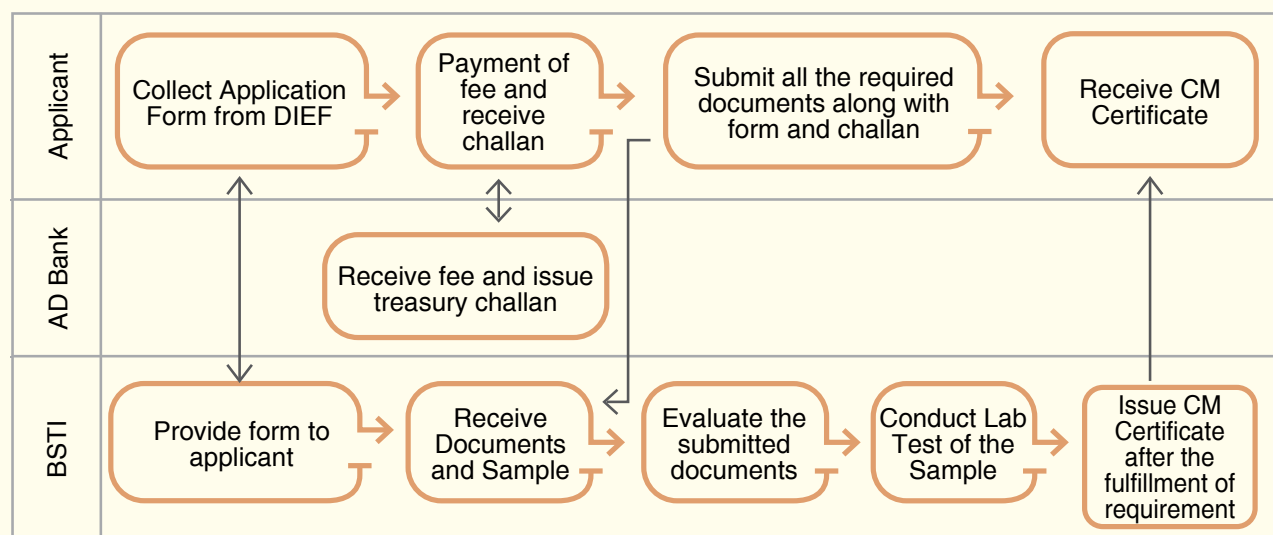 Applicant
Collect Application
Form from DIEF
Payment of
fee and
receive
challan
Submit all the required
documents along with
form and challan
Receive CM
Certificate
AD Bank
Receive fee and issue
treasury challan
BSTI
Provide form to
applicant
Receive
Documents
and Sample
Evaluate the
submitted
documents
Conduct Lab
Test of the
Sample
Issue CM
Certificate
after the
fulfillment of
requirement